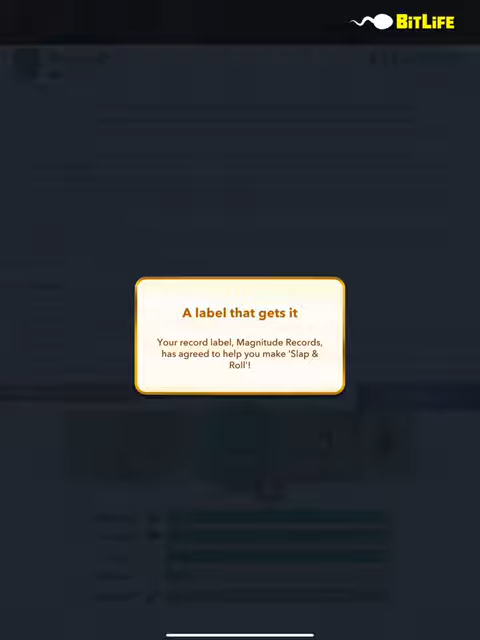 BITLIFE
A label that gets it
Your record label, Magnitude Records,
has agreed to help you make 'Slap &
Roll'!